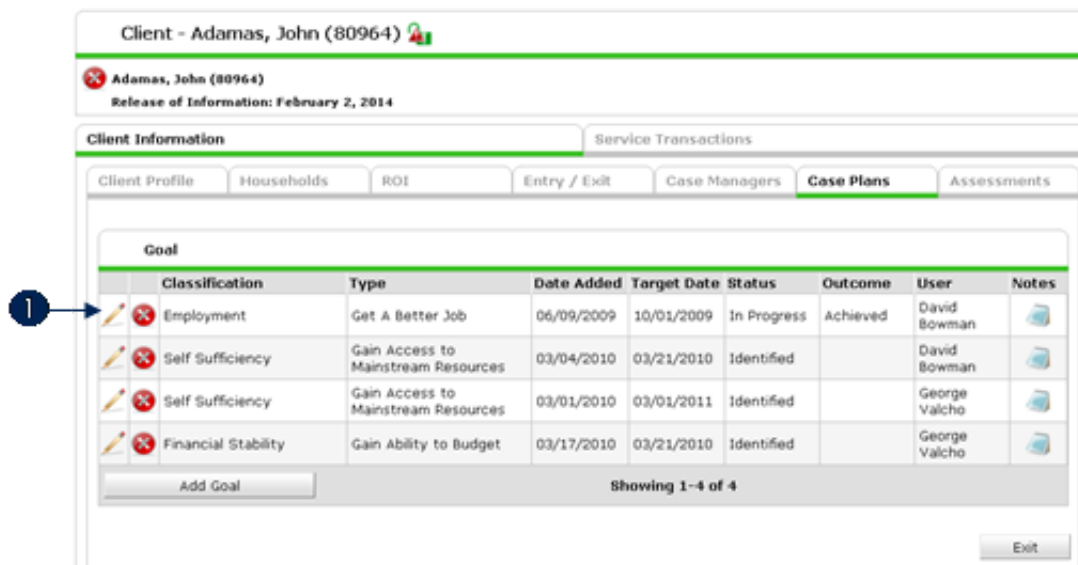 Client - Adamas, John (80964)
Adamas, John (80964)
Release of Information: February 2, 2014
Client Information Service Transactions
Client Profile Households ROI Entry / Exit Case Managers Case Plans Assessments
Goal
Classification Type Date Added Target Date Status Outcome User Notes
1 Employment Get A Better Job 06/09/2009 10/01/2009 In Progress Achieved David Bowman
Self Sufficiency Gain Access to Mainstream Resources 03/04/2010 03/21/2010 Identified David Bowman
Self Sufficiency Gain Access to Mainstream Resources 03/01/2010 03/01/2011 Identified George Valcho
Financial Stability Gain Ability to Budget 03/17/2010 03/21/2010 Identified George Valcho
Add Goal Showing 1-4 of 4
Exit